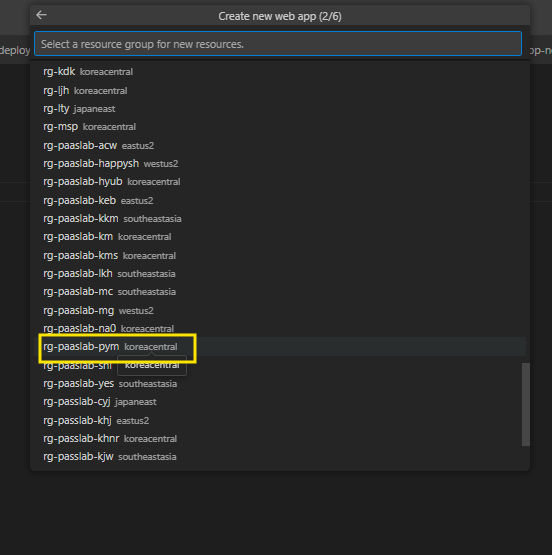 Create new web app (2/6)
Select a resource group for new resources.
deploy
op-n
rg-kdk koreacentral
rg-ljh koreacentral
rg-lty japaneast
rg-msp koreacentral
rg-paaslab-acw eastus2
rg-paaslab-happysh westus2
rg-paaslab-hyub koreacentral
rg-paaslab-keb eastus2
rg-paaslab-kkm southeastasia
rg-paaslab-km koreacentral
rg-paaslab-kms koreacentral
rg-paaslab-lkh southeastasia
rg-paaslab-mc southeastasia
rg-paaslab-mg westus2
rg-paaslab-na0 koreacentral
rg-paaslab-pym koreacentral
koreacentral
rg-paaslab-yes southeastasia
rg-passlab-cyj japaneast
rg-passlab-khj eastus2
rg-passlab-khnr koreacentral
rg-passlab-kjw southeastasia